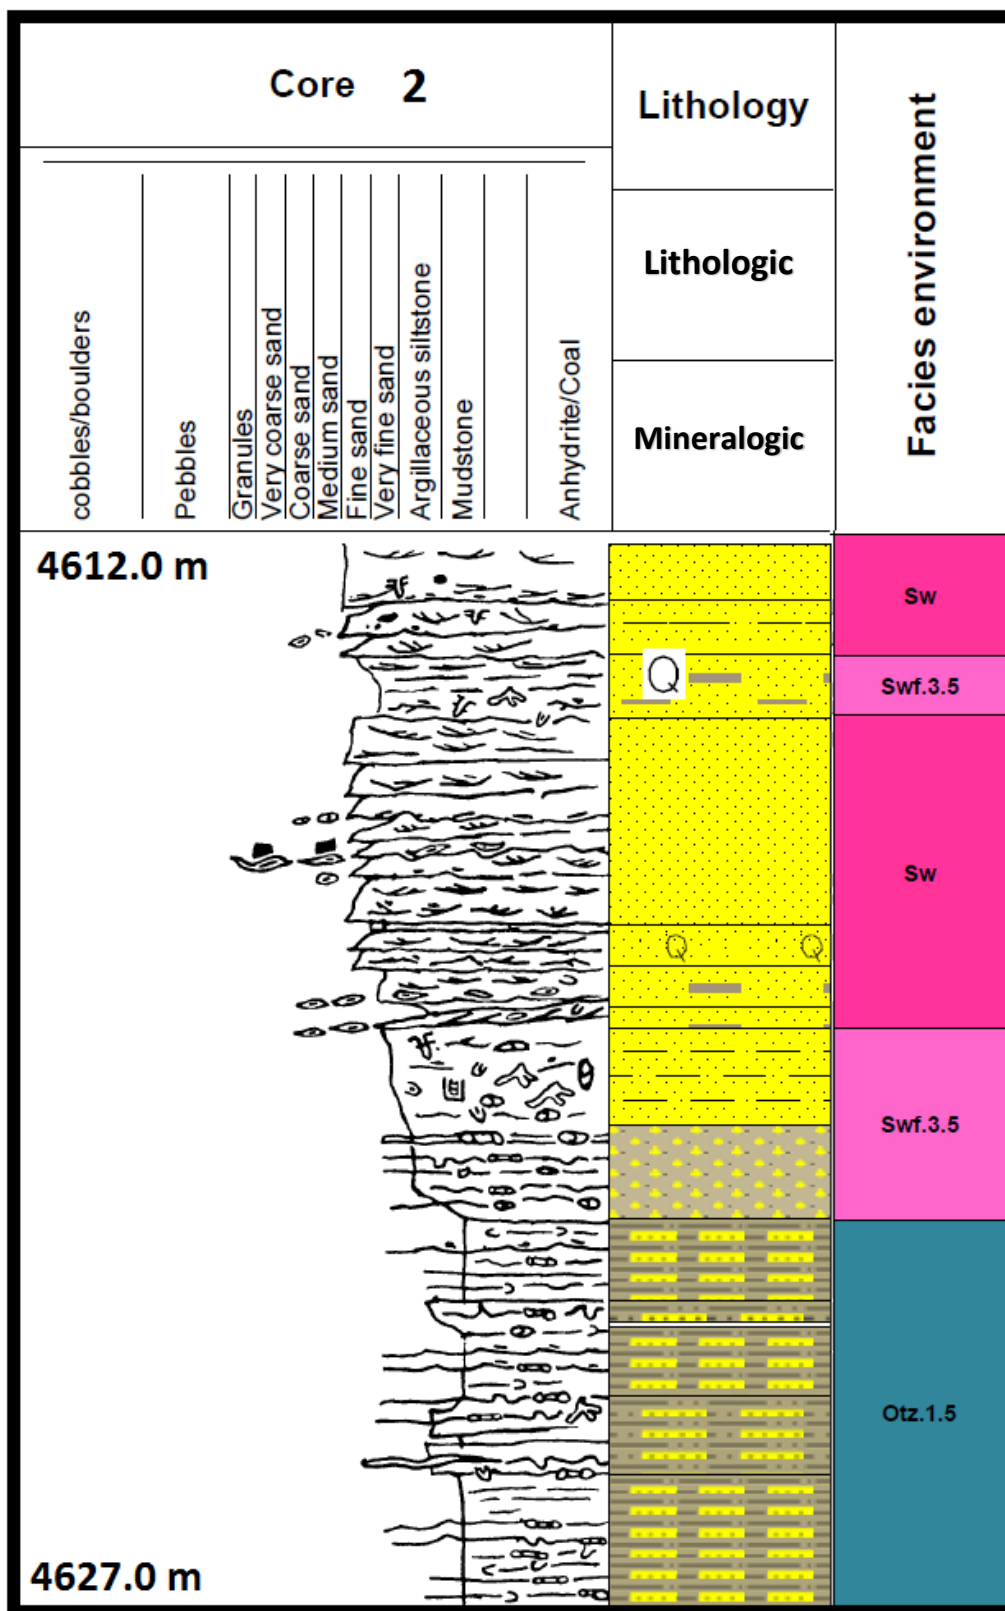 Core 2
Lithology
Facies environment
Lithologic
Mineralogic
cobbles/boulders
Pebbles
Granules
Very coarse sand
Coarse sand
Medium sand
Fine sand
Very fine sand
Argillaceous siltstone
Mudstone
Anhydrite/Coal
4612.0 m
Sw
Q
Swf.3.5
Sw
Q Q
Swf.3.5
Otz.1.5
4627.0 m